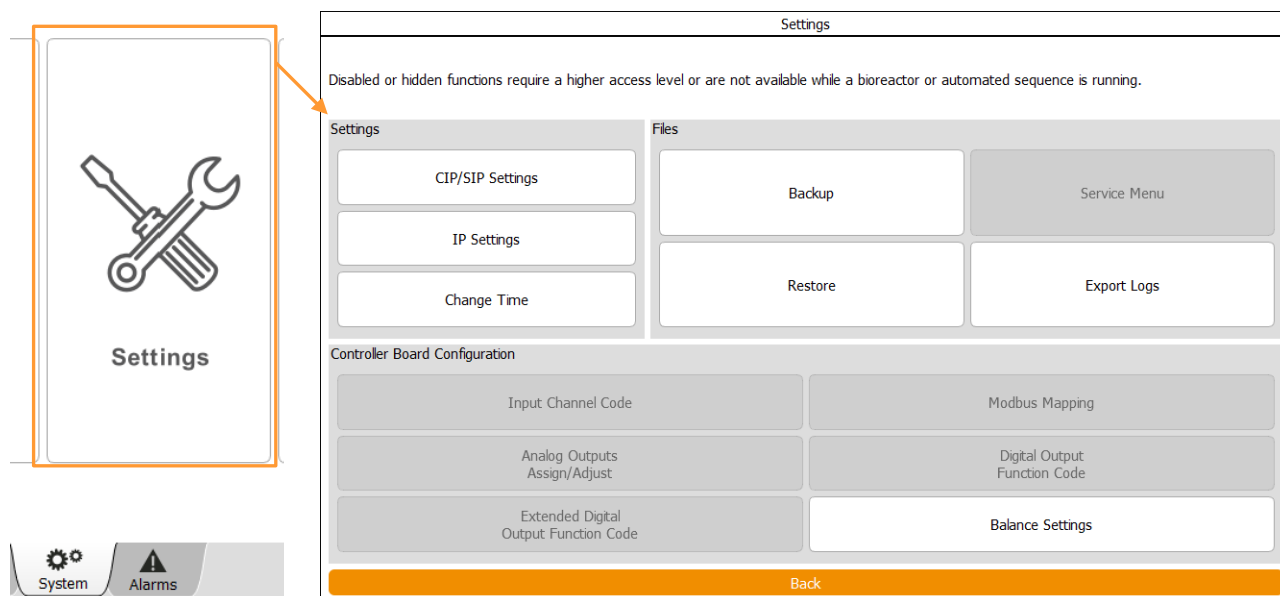 Settings
System
Alarms
Settings
Disabled or hidden functions require a higher access level or are not available while a bioreactor or automated sequence is running.
Settings
CIP/SIP Settings
IP Settings
Change Time
Files
Backup
Service Menu
Restore
Export Logs
Controller Board Configuration
Input Channel Code
Modbus Mapping
Analog Outputs
Assign/Adjust
Digital Output
Function Code
Extended Digital
Output Function Code
Balance Settings
Back